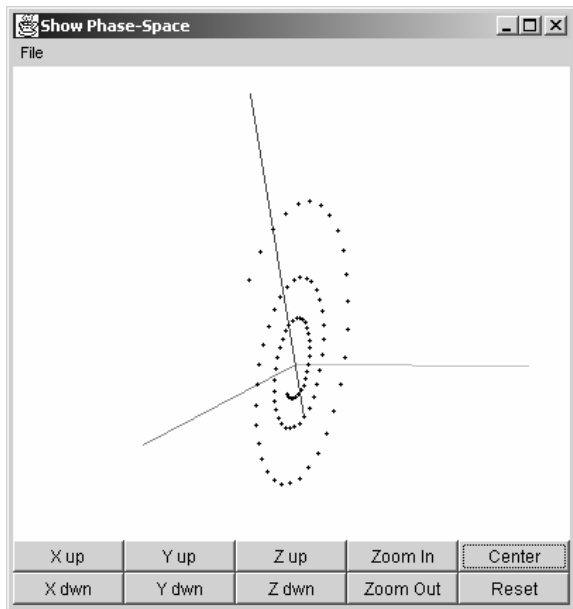 Show Phase-Space
File
X up Y up Z up Zoom In Center
X dwn Y dwn Z dwn Zoom Out Reset